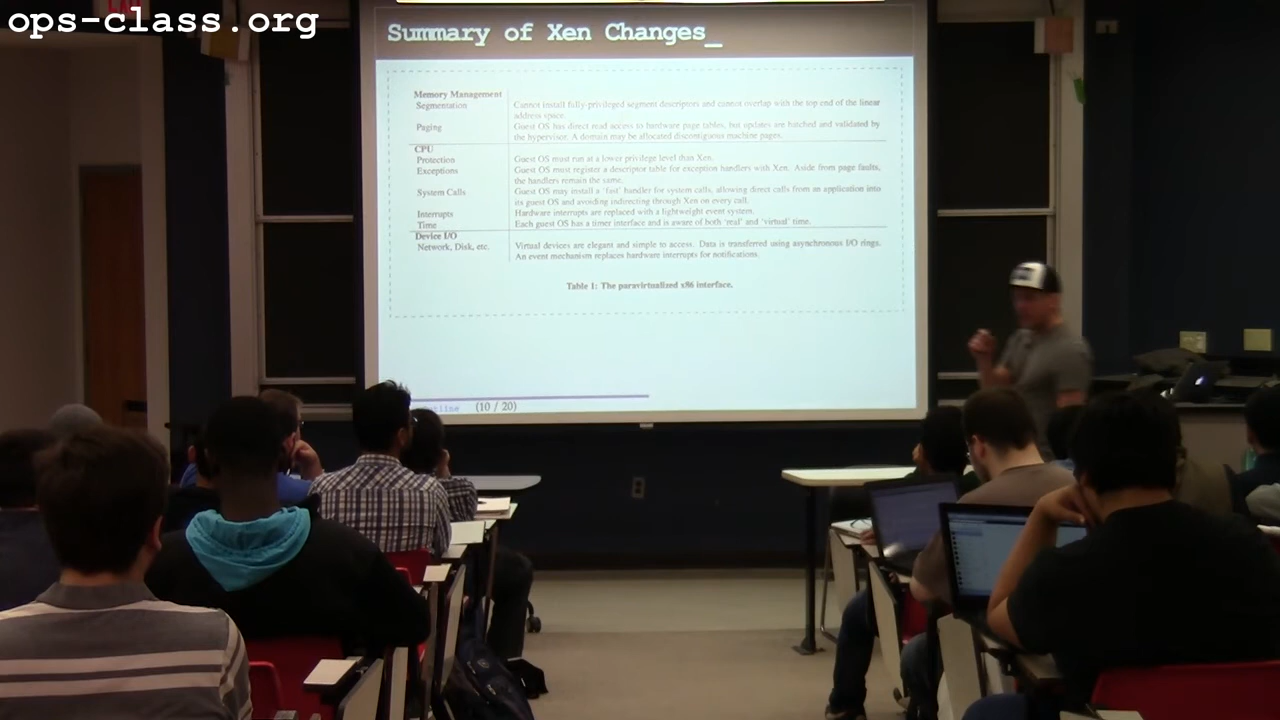 ops-class.org
Summary of Xen Changes_
Memory Management
Segmentation Cannot install fully-privileged segment descriptors and cannot overlap with the top end of the linear
address space.
Paging Guest OS has direct read access to hardware page tables, but updates are batched and validated by
the hypervisor. A domain may be allocated discontiguous machine pages.
CPU
Protection Guest OS must run at a lower privilege level than Xen.
Exceptions Guest OS must register a descriptor table for exception handlers with Xen. Aside from page faults,
the handlers remain the same.
System Calls Guest OS may install a 'fast' handler for system calls, allowing direct calls from an application into
its guest OS and avoiding indirecting through Xen on every call.
Interrupts Hardware interrupts are replaced with a lightweight event system.
Time Each guest OS has a timer interface and is aware of both 'real' and 'virtual' time.
Device I/O
Network, Disk, etc. Virtual devices are elegant and simple to access. Data is transferred using asynchronous I/O rings.
An event mechanism replaces hardware interrupts for notifications.
Table 1: The paravirtualized x86 interface.
(10 / 20)